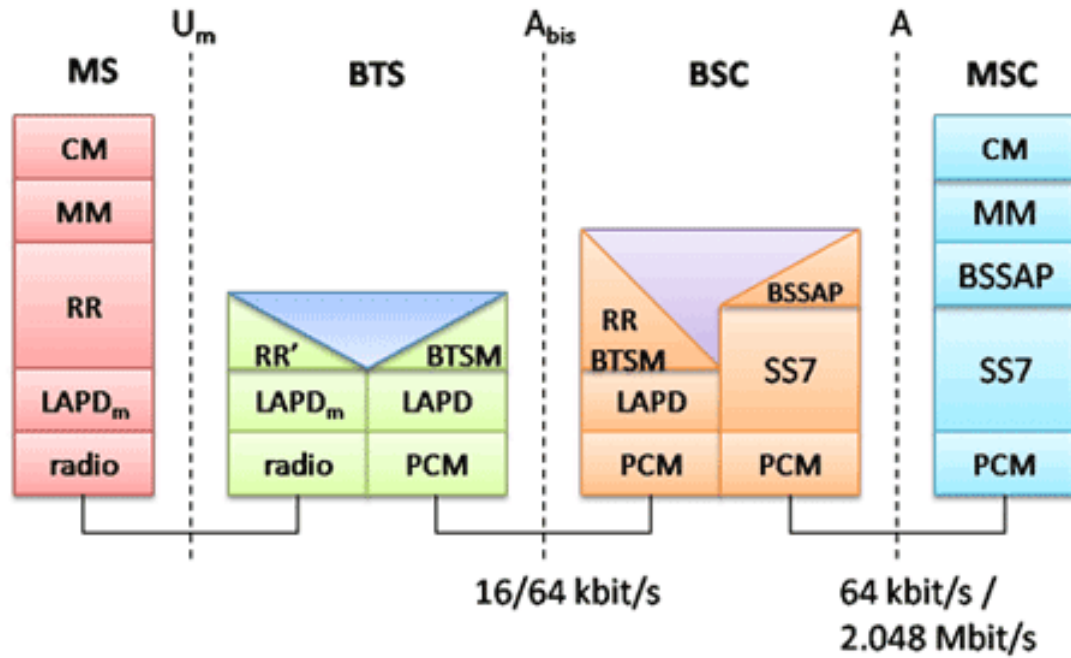 Um Abis A
MS BTS BSC MSC
CM CM
MM MM
RR BSSAP BSSAP
RR
RR' BTSM BTSM SS7 SS7
LAPDm LAPDm LAPD LAPD
radio radio PCM PCM PCM PCM
16/64 kbit/s 64 kbit/s /
2.048 Mbit/s